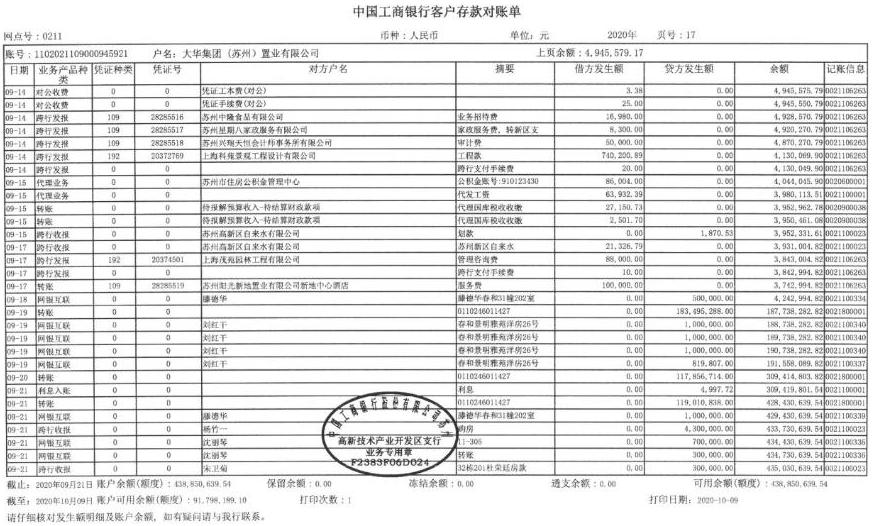 中国工商银行客户存款对账单
网点号：0211 币种：人民币 单位：元 2020年 页号：17
账号：1102021109000945921 户名：大华集团（苏州）置业有限公司 上页余额：4,945,579.17
日期 业务产品种类 凭证种类 凭证号 对方户名 摘要 借方发生额 贷方发生额 余额 记账信息
09-14 对公收费 0 0 凭证工本费(对公) 3.38 0.00 4,945,575.79 0021106263
09-14 对公收费 0 0 凭证手续费(对公) 25.00 0.00 4,945,550.79 0021106263
09-14 跨行发报 109 28285516 苏州中隆食品有限公司 业务招待费 16,980.00 0.00 4,928,570.79 0021106263
09-14 跨行发报 109 28285517 苏州星期八家政服务有限公司 家政服务费，转新区支 8,300.00 0.00 4,920,270.79 0021106263
09-14 跨行发报 109 28285518 苏州兴翔天恒会计师事务所有限公司 审计费 50,000.00 0.00 4,870,270.79 0021106263
09-14 跨行发报 192 20372769 上海科苑景观工程设计有限公司 工程款 740,200.89 0.00 4,130,069.90 0021106263
09-14 跨行发报 0 0 跨行支付手续费 20.00 0.00 4,130,049.90 0021106263
09-15 代理业务 0 0 苏州市住房公积金管理中心 公积金账号:910123430 86,004.00 0.00 4,044,045.90 0020600001
09-15 代理业务 0 0 代发工资 63,932.39 0.00 3,980,113.51 0021100031
09-15 转账 0 0 待报解预算收入-待结算财政款项 代理国库税收收缴 27,150.73 0.00 3,952,962.78 0020900038
09-15 转账 0 0 待报解预算收入-待结算财政款项 代理国库税收收缴 2,501.70 0.00 3,950,461.08 0020900038
09-15 跨行收报 0 0 苏州高新区自来水有限公司 划款 0.00 1,870.53 3,952,331.61 0021100023
09-17 跨行收报 0 0 苏州高新区自来水有限公司 苏州新区自来水 21,326.79 0.00 3,931,004.82 0021100023
09-17 跨行发报 192 20374501 上海茂苑园林工程有限公司 管理咨询费 88,000.00 0.00 3,843,004.82 0021106263
09-17 跨行发报 0 0 跨行支付手续费 10.00 0.00 3,842,994.82 0021106263
09-17 转账 109 28285519 苏州阳光新地置业有限公司新地中心酒店 服务费 100,000.00 0.00 3,742,994.82 0021106263
09-18 网银互联 0 0 滕德华 滕德华春和31幢202室 0.00 500,000.00 4,242,994.82 0021100334
09-19 转账 0 0 0110246011427 0.00 183,495,288.00 187,738,282.82 0021800001
09-19 网银互联 0 0 刘红干 春和景明雅苑洋房26号 0.00 1,000,000.00 188,738,282.82 0021100340
09-19 网银互联 0 0 刘红干 春和景明雅苑洋房26号 0.00 1,000,000.00 189,738,282.82 0021100340
09-19 网银互联 0 0 刘红干 春和景明雅苑洋房26号 0.00 1,000,000.00 190,738,282.82 0021100340
09-19 网银互联 0 0 刘红干 春和景明雅苑洋房26号 0.00 819,807.00 191,558,089.82 0021100337
09-20 转账 0 0 0110246011427 0.00 117,856,714.00 309,414,803.82 0021800001
09-21 利息入账 0 0 利息 0.00 4,997.72 309,419,801.54 0021100001
09-21 转账 0 0 0110246011427 0.00 119,010,838.00 428,430,639.54 0021800001
09-21 网银互联 0 0 滕德华 滕德华春和31幢202室 0.00 1,000,000.00 429,430,639.54 0021100339
09-21 跨行收报 0 0 杨竹一 购房 0.00 4,300,000.00 433,730,639.54 0021100023
09-21 网银互联 0 0 沈丽琴 11-305 0.00 700,000.00 434,430,639.54 0021100023
09-21 网银互联 0 0 沈丽琴 转账 0.00 300,000.00 434,730,639.54 0021100023
09-21 跨行收报 0 0 宋卫菊 32栋201杜荣廷房款 0.00 300,000.00 435,030,639.54 0021100023
高新技术产业开发区支行
业务专用章
F2383F06D024
截止：2020年09月21日 账户余额(额度)：438,850,639.54 保留余额：0.00 冻结余额：0.00 透支余额：0.00 可用余额(额度)：438,850,639.54
截至：2020年10月09日 账户可用余额(额度)：91,798,189.10 打印次数：1 打印日期：2020-10-09
请仔细核对发生额明细及账户余额，如有疑问请与我行联系。